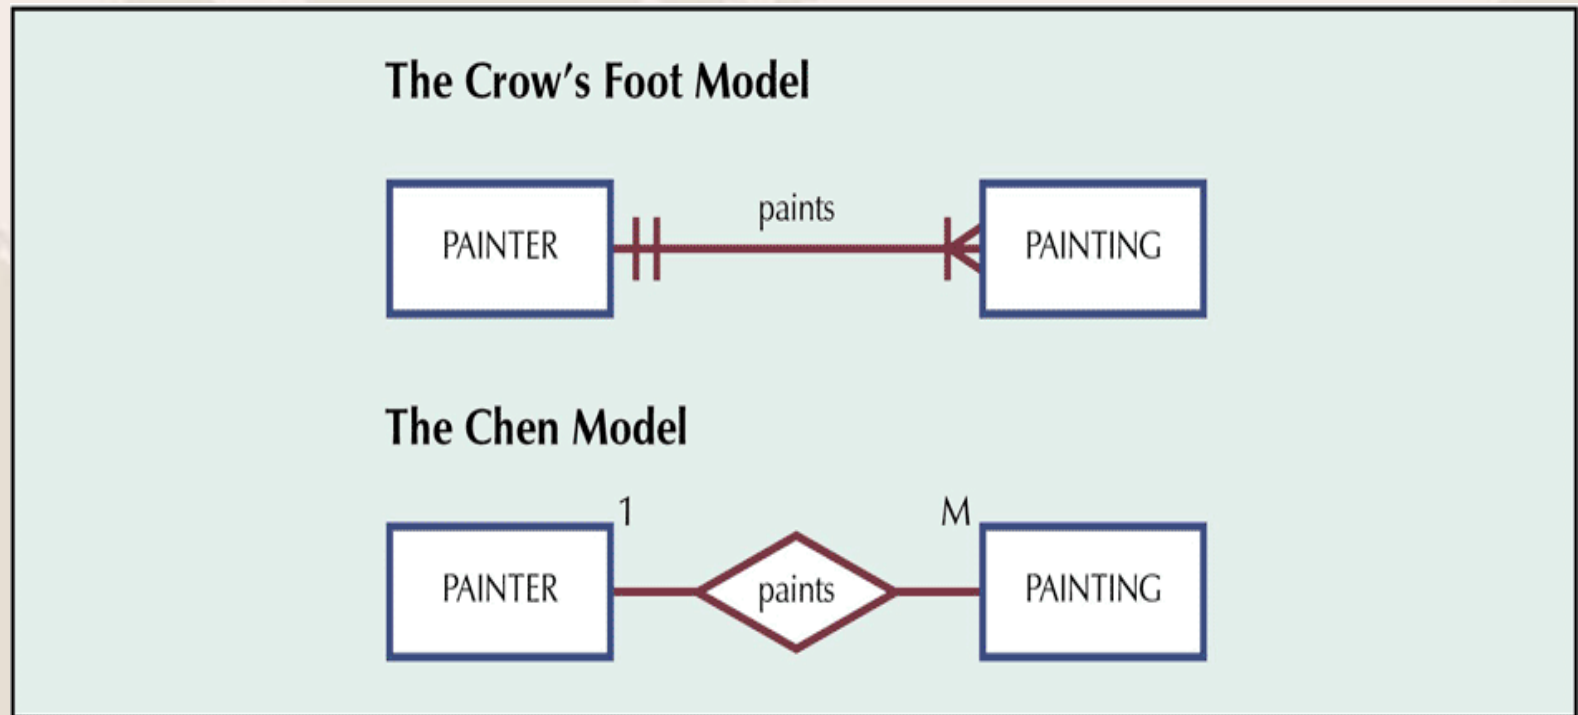 The Crow's Foot Model
paints
PAINTER
PAINTING
The Chen Model
1
M
PAINTER
paints
PAINTING